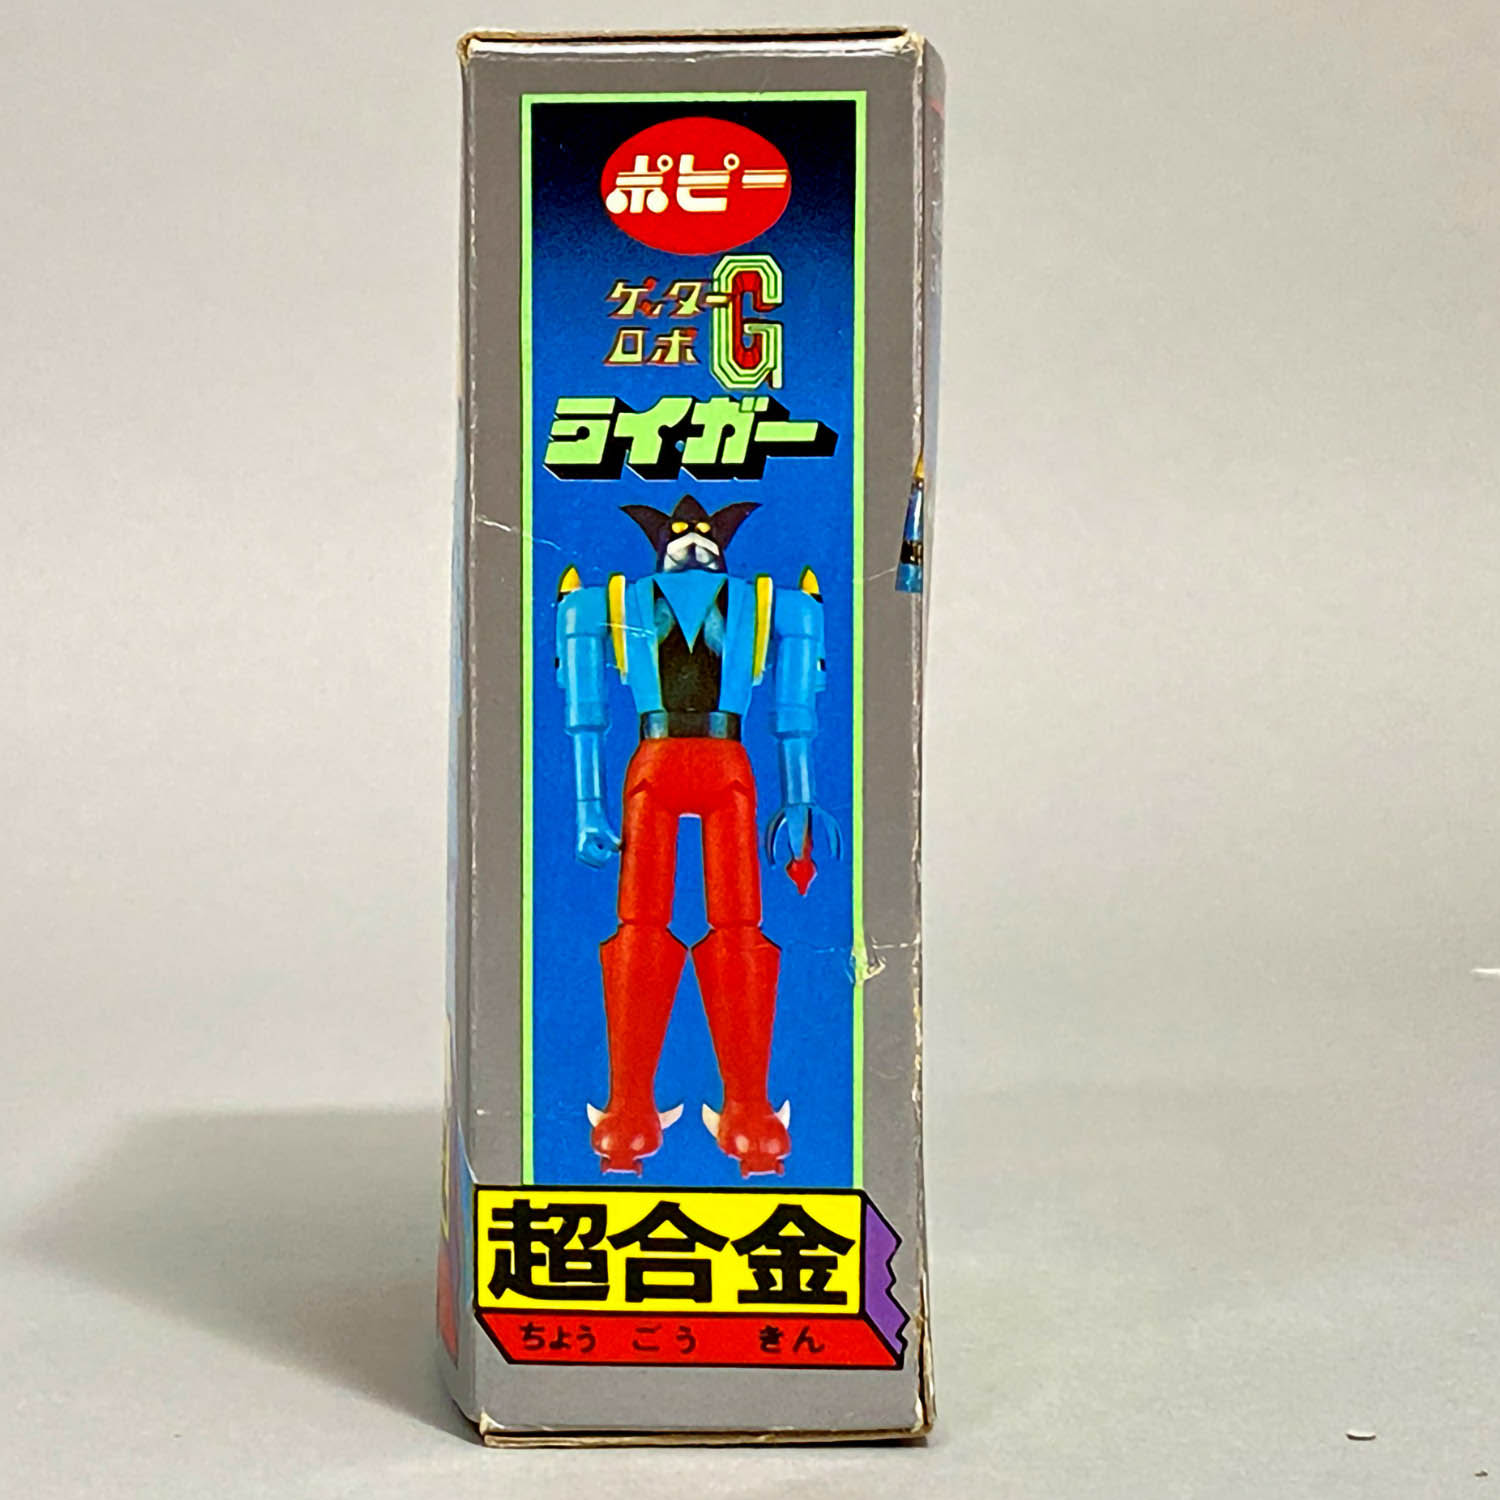 ポピー
ゲッター
ロボ G
ライガー
超合金
ちょう ごう きん